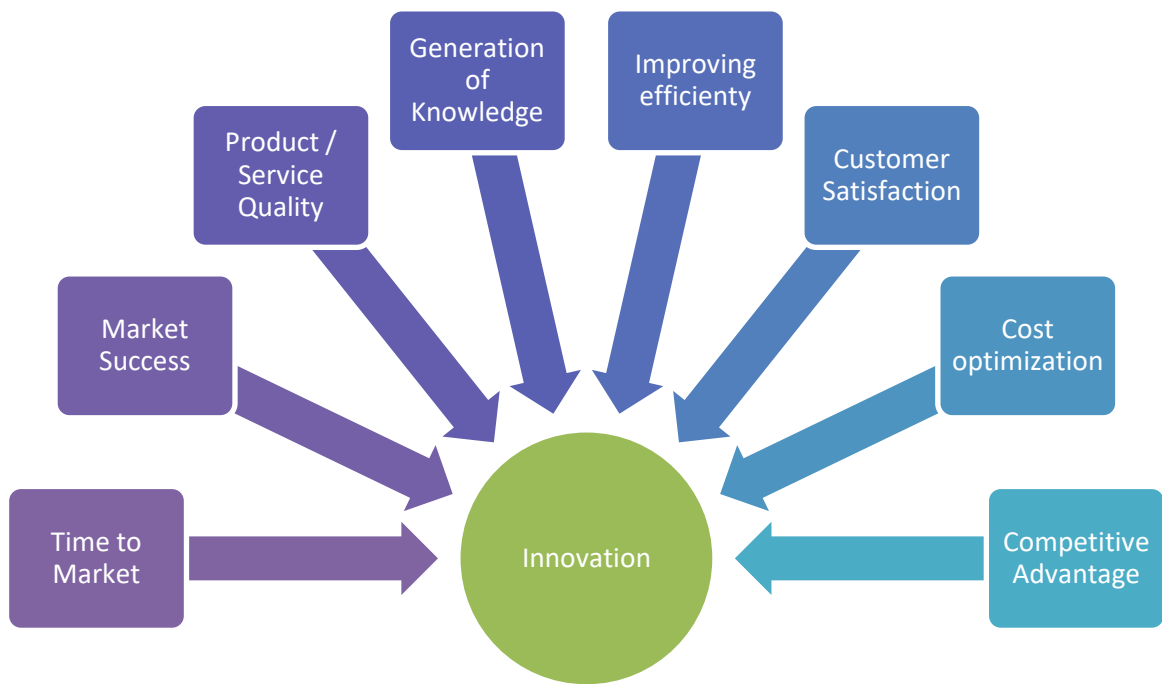 Generation
of
Knowledge
Improving
efficienty
Product /
Service
Quality
Customer
Satisfaction
Market
Success
Cost
optimization
Time to
Market
Innovation
Competitive
Advantage